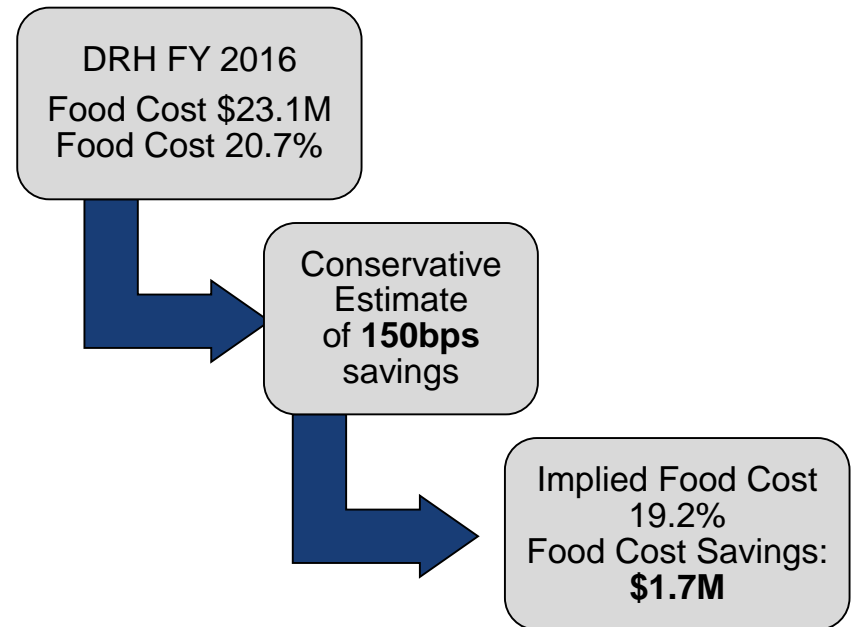 DRH FY 2016
Food Cost $23.1M
Food Cost 20.7%
Conservative
Estimate
of 150bps
savings
Implied Food Cost
19.2%
Food Cost Savings:
$1.7M